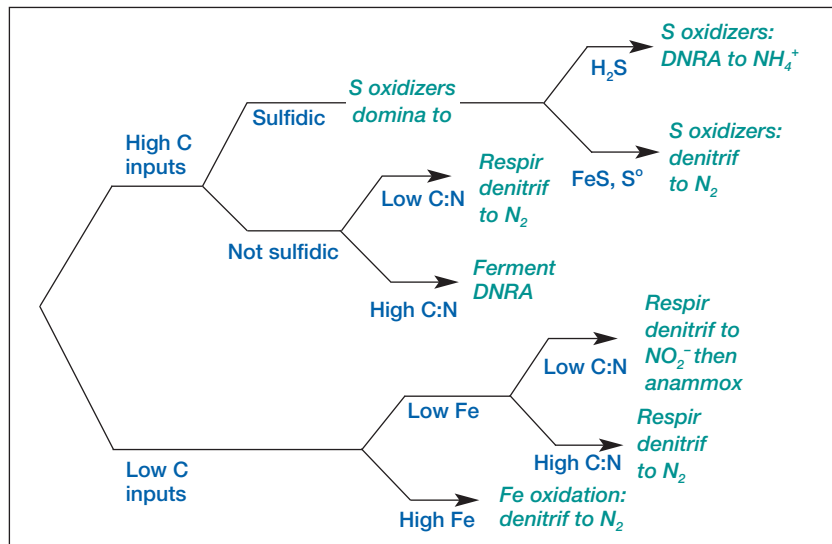 S oxidizers:
DNRA to NH₄⁺
H₂S
Sulfidic
S oxidizers
domina to
S oxidizers:
denitrif
to N₂
FeS, S°
High C
inputs
Respir
denitrif
to N₂
Low C:N
Not sulfidic
Ferment
DNRA
High C:N
Respir
denitrif to
NO₂⁻ then
anammox
Low C:N
Low Fe
Respir
denitrif
to N₂
High C:N
Low C
inputs
Fe oxidation:
denitrif to N₂
High Fe